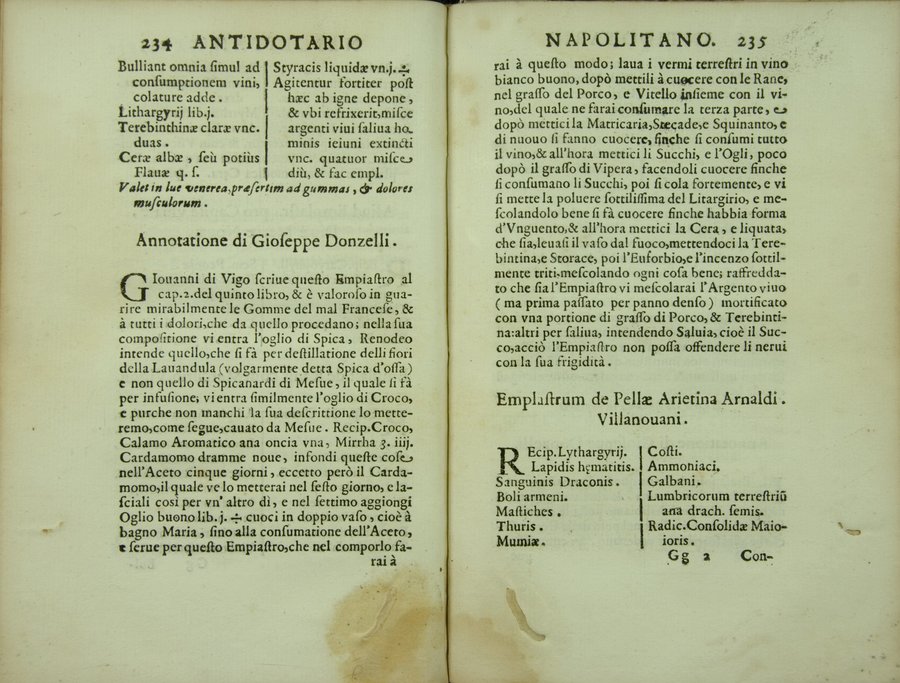 234 ANTIDOTARIO
Bulliant omnia simul ad
consumptionem vini,
colature adde.
Lithargyrij lib.j.
Terebinthinæ claræ vnc.
duas.
Ceræ albæ, seù potiùs
Flauæ q. s.
Styracis liquidæ vn.j. ÷
Agitentur fortiter post
hæc ab igne depone,
& vbi refrixerit, misce
argenti viui saliua ho-
minis ieiuni extincti
vnc. quatuor misce
diù, & fac empl.
Valet in lue venerea, præsertim ad gummas, & dolores
musculorum.
Annotatione di Gioseppe Donzelli.
GIouanni di Vigo scriue questo Empiastro al
cap.2.del quinto libro, & è valoroso in gua-
rire mirabilmente le Gomme del mal Francese, &
à tutti i dolori,che da quello procedano; nella sua
compositione vi entra l'oglio di Spica, Renodeo
intende quello,che si fà per destillatione delli fiori
della Lauandula (volgarmente detta Spica d'ossa)
e non quello di Spicanardi di Mesue, il quale si fà
per infusione, vi entra similmente l'oglio di Croco,
e purche non manchi la sua descrittione lo mette-
remo,come segue,cauato da Mesue. Recip.Croco,
Calamo Aromatico ana oncia vna, Mirrha ʒ. iiij.
Cardamomo dramme noue, infondi queste cose
nell'Aceto cinque giorni, eccetto però il Carda-
momo,il quale ve lo metterai nel sesto giorno, e la-
sciali così per vn' altro dì, e nel settimo aggiongi
Oglio buono lib. j. ÷ cuoci in doppio vaso, cioè à
bagno Maria, sino alla consumatione dell'Aceto,
e serue per questo Empiastro,che nel comporlo fa-
rai à
NAPOLITANO. 235
rai à questo modo; laua i vermi terrestri in vino
bianco buono, dopò mettili à cuocere con le Rane,
nel grasso del Porco, e Vitello insieme con il vi-
no,del quale ne farai consumare la terza parte, e
dopò mettici la Matricaria,Stecade,e Squinanto, e
di nuouo si fanno cuocere, finche si consumi tutto
il vino,& all'hora mettici li Succhi, e l'Ogli, poco
dopò il grasso di Vipera, facendoli cuocere finche
si consumano li Succhi, poi si cola fortemente, e vi
si mette la poluere sottilissima del Litargirio, e me-
scolandolo bene si fà cuocere finche habbia forma
d'Vnguento,& all'hora mettici la Cera, e liquata,
che sia,leuasi il vaso dal fuoco,mettendoci la Tere-
bintina,e Storace, poi l'Euforbio,e l'incenzo sottil-
mente triti,mescolando ogni cosa bene; raffredda-
to che sia l'Empiastro vi mescolarai l'Argento viuo
(ma prima passato per panno denso) mortificato
con vna portione di grasso di Porco, & Terebinti-
na:altri per saliua, intendendo Saluia, cioè il Suc-
co,acciò l'Empiastro non possa offendere li nerui
con la sua frigidità.
Emplastrum de Pellæ Arietina Arnaldi.
Villanouani.
REcip.Lythargyrij.
Lapidis hęmatitis.
Sanguinis Draconis.
Boli armeni.
Mastiches.
Thuris.
Mumiæ.
Costi.
Ammoniaci.
Galbani.
Lumbricorum terrestriũ
ana drach. semis.
Radic.Consolidæ Maio-
ioris.
Gg 2 Con-